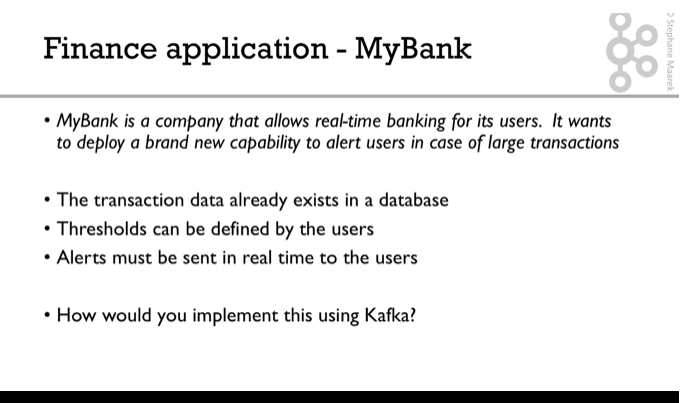 Finance application - MyBank
© Stephane Maarek
• MyBank is a company that allows real-time banking for its users. It wants
to deploy a brand new capability to alert users in case of large transactions
• The transaction data already exists in a database
• Thresholds can be defined by the users
• Alerts must be sent in real time to the users
• How would you implement this using Kafka?